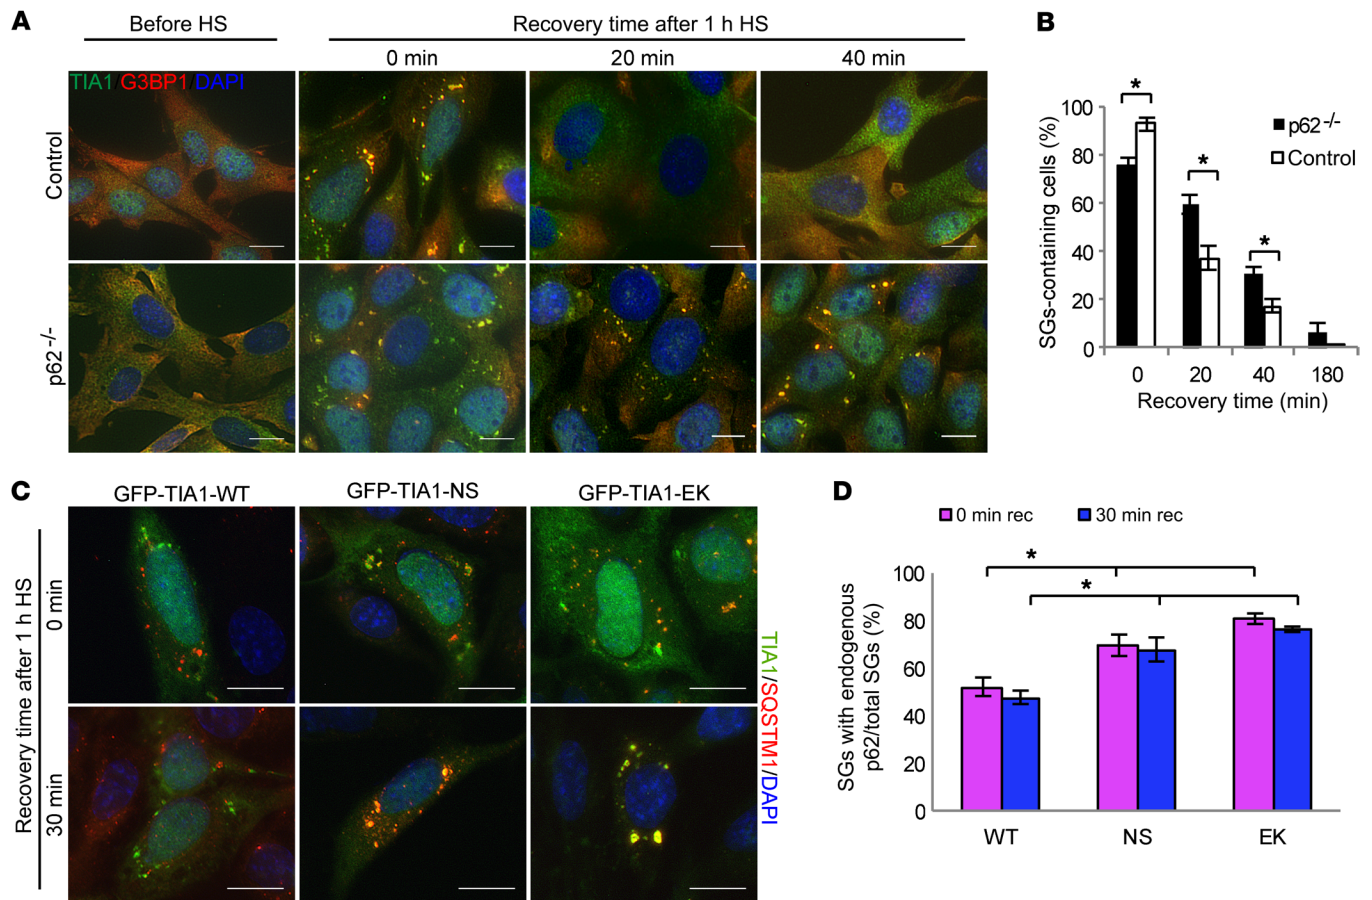 A
Before HS
Recovery time after 1 h HS
0 min
20 min
40 min
TIA1/G3BP1/DAPI
Control
p62-/-
B
SGs-containing cells (%)
100
80
60
40
20
0
*
*
*
p62-/-
Control
0 20 40 180
Recovery time (min)
C
GFP-TIA1-WT
GFP-TIA1-NS
GFP-TIA1-EK
Recovery time after 1 h HS
0 min
30 min
TIA1/SQSTM1/DAPI
D
0 min rec
30 min rec
*
*
SGs with endogenous
p62/total SGs (%)
100
80
60
40
20
0
WT NS EK